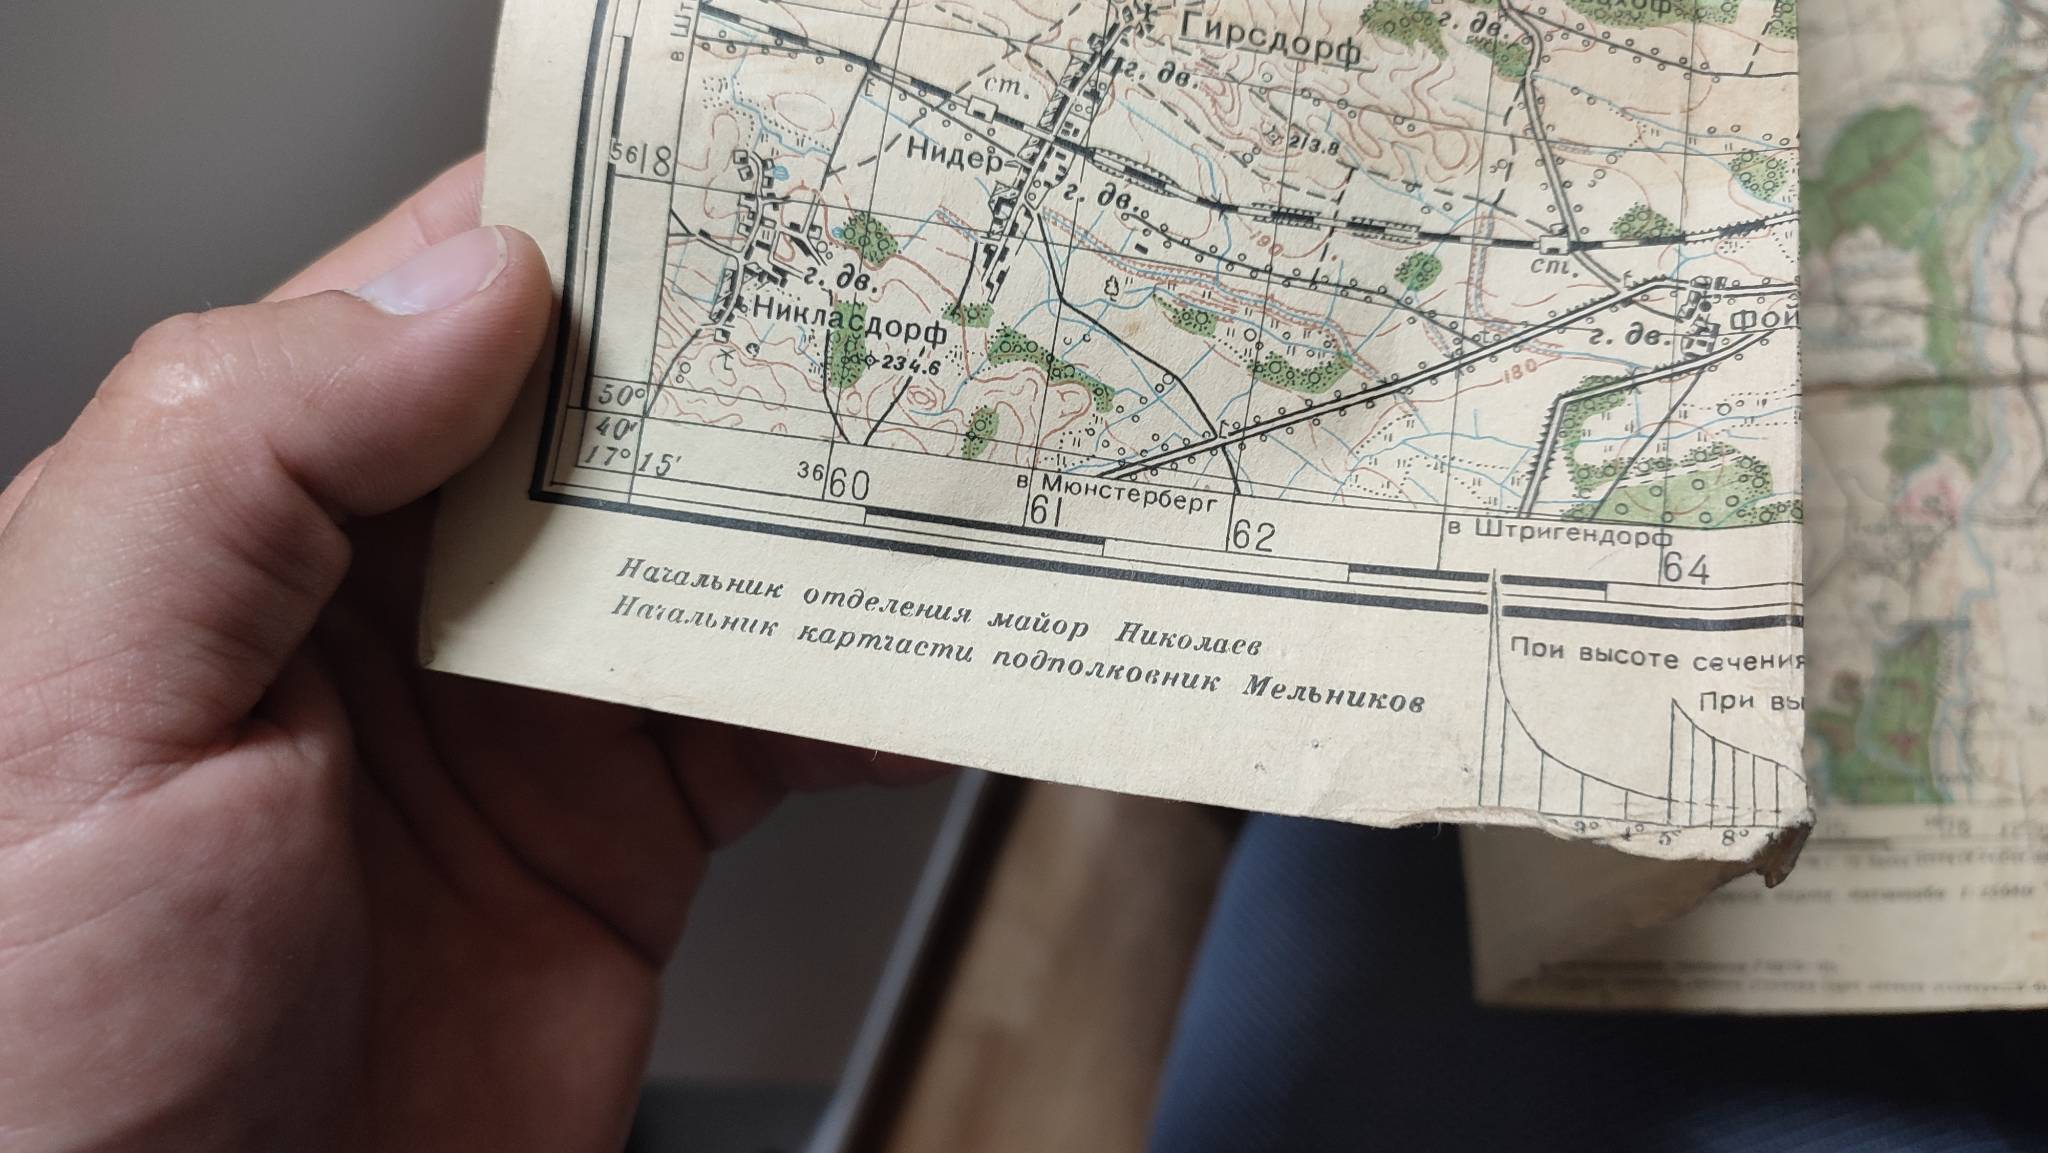 Гирсдорф
г. дв.
г. дв.
ст.
213.8
56 18
Нидер
г. дв.
190
ст.
г. дв.
Никласдорф
234.6
180
г. дв.
50°
40'
17° 15'
36 60
в Мюнстерберг
61
62
в Штригендорф
64
Начальник отделения майор Николаев
Начальник картчасти подполковник Мельников
При высоте сечения
При
8°